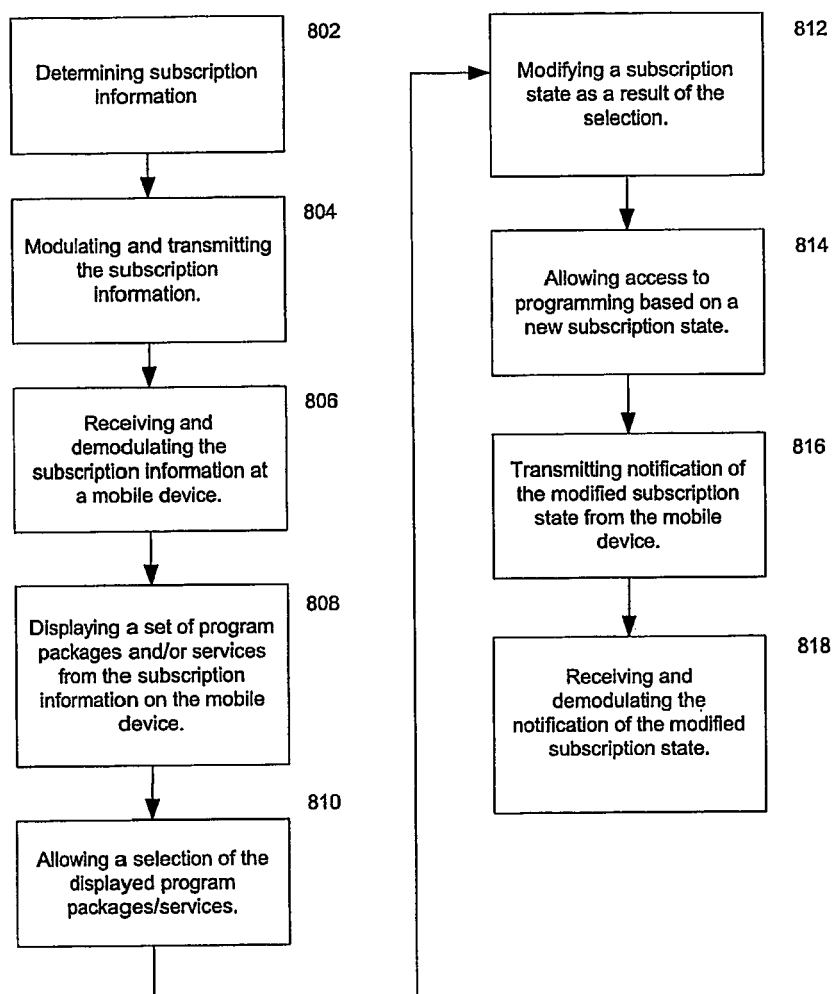 802
Determining subscription
information
804
Modulating and transmitting
the subscription
information.
806
Receiving and
demodulating the
subscription information at
a mobile device.
808
Displaying a set of program
packages and/or services
from the subscription
information on the mobile
device.
810
Allowing a selection of the
displayed program
packages/services.
812
Modifying a subscription
state as a result of the
selection.
814
Allowing access to
programming based on a
new subscription state.
816
Transmitting notification of
the modified subscription
state from the mobile
device.
818
Receiving and
demodulating the
notification of the modified
subscription state.